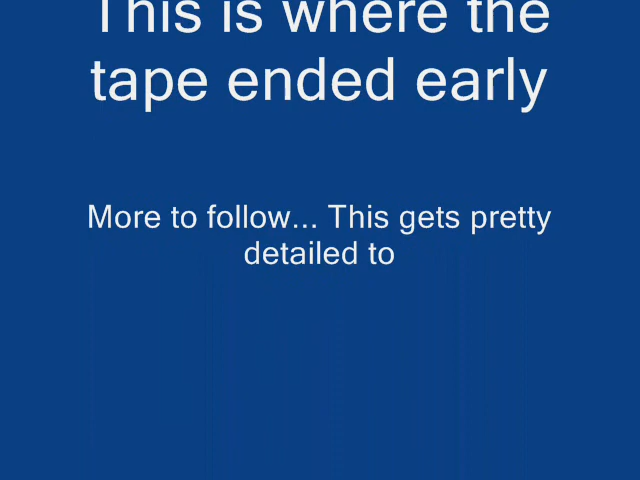 This is where the
tape ended early
More to follow... This gets pretty
detailed to